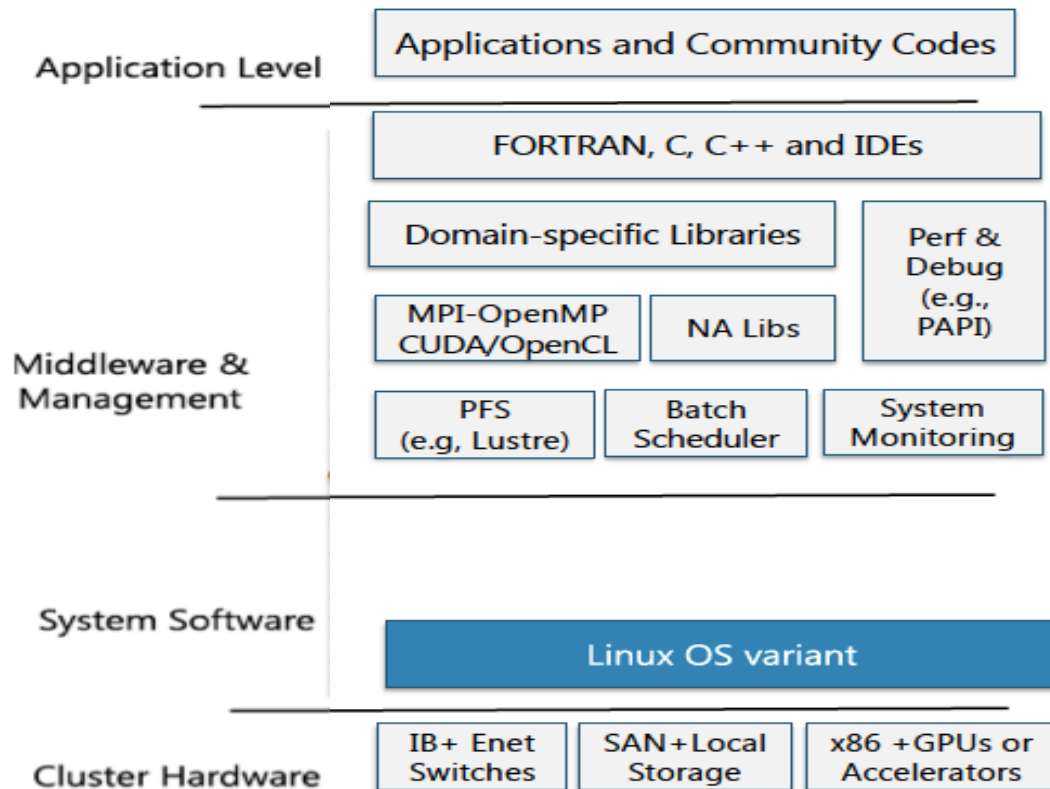 Application Level
Applications and Community Codes
FORTRAN, C, C++ and IDEs
Domain-specific Libraries
Perf &
Debug
(e.g.,
PAPI)
MPI-OpenMP
CUDA/OpenCL
NA Libs
Middleware &
Management
PFS
(e.g, Lustre)
Batch
Scheduler
System
Monitoring
System Software
Linux OS variant
Cluster Hardware
IB+ Enet
Switches
SAN+Local
Storage
x86 +GPUs or
Accelerators